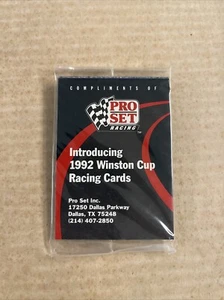 COMPLIMENTS OF
PRO
SET
RACING
Introducing
1992 Winston Cup
Racing Cards
Pro Set Inc.
17250 Dallas Parkway
Dallas, TX 75248
(214) 407-2850